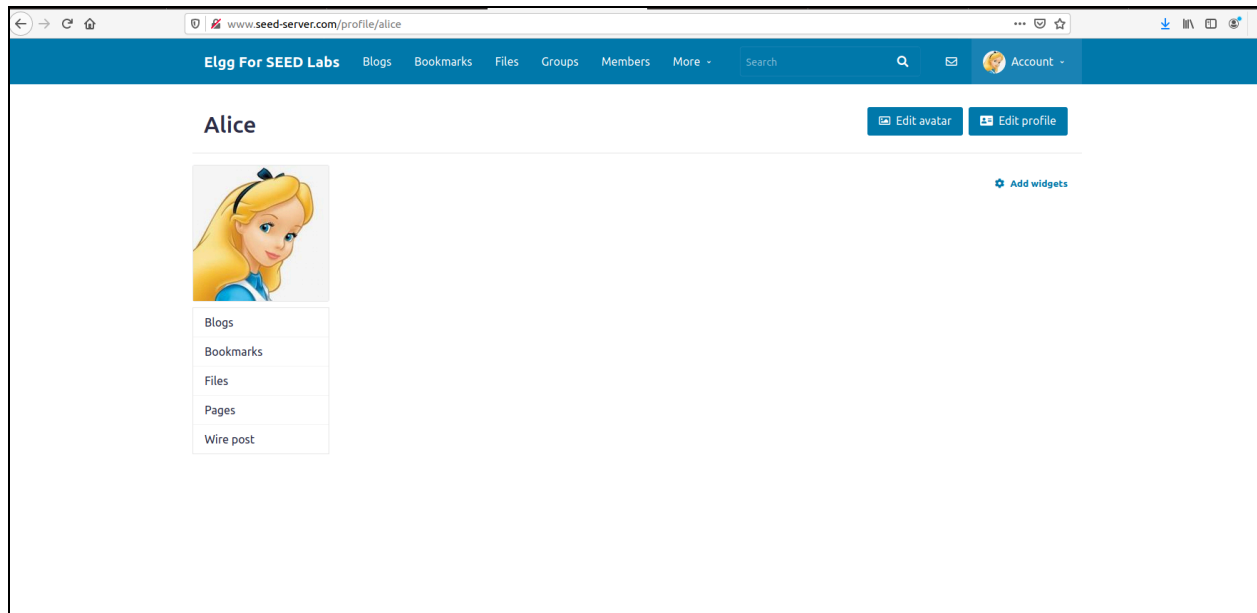 www.seed-server.com/profile/alice
Elgg For SEED Labs Blogs Bookmarks Files Groups Members More Search Account
Alice
Edit avatar Edit profile
Add widgets
Blogs
Bookmarks
Files
Pages
Wire post